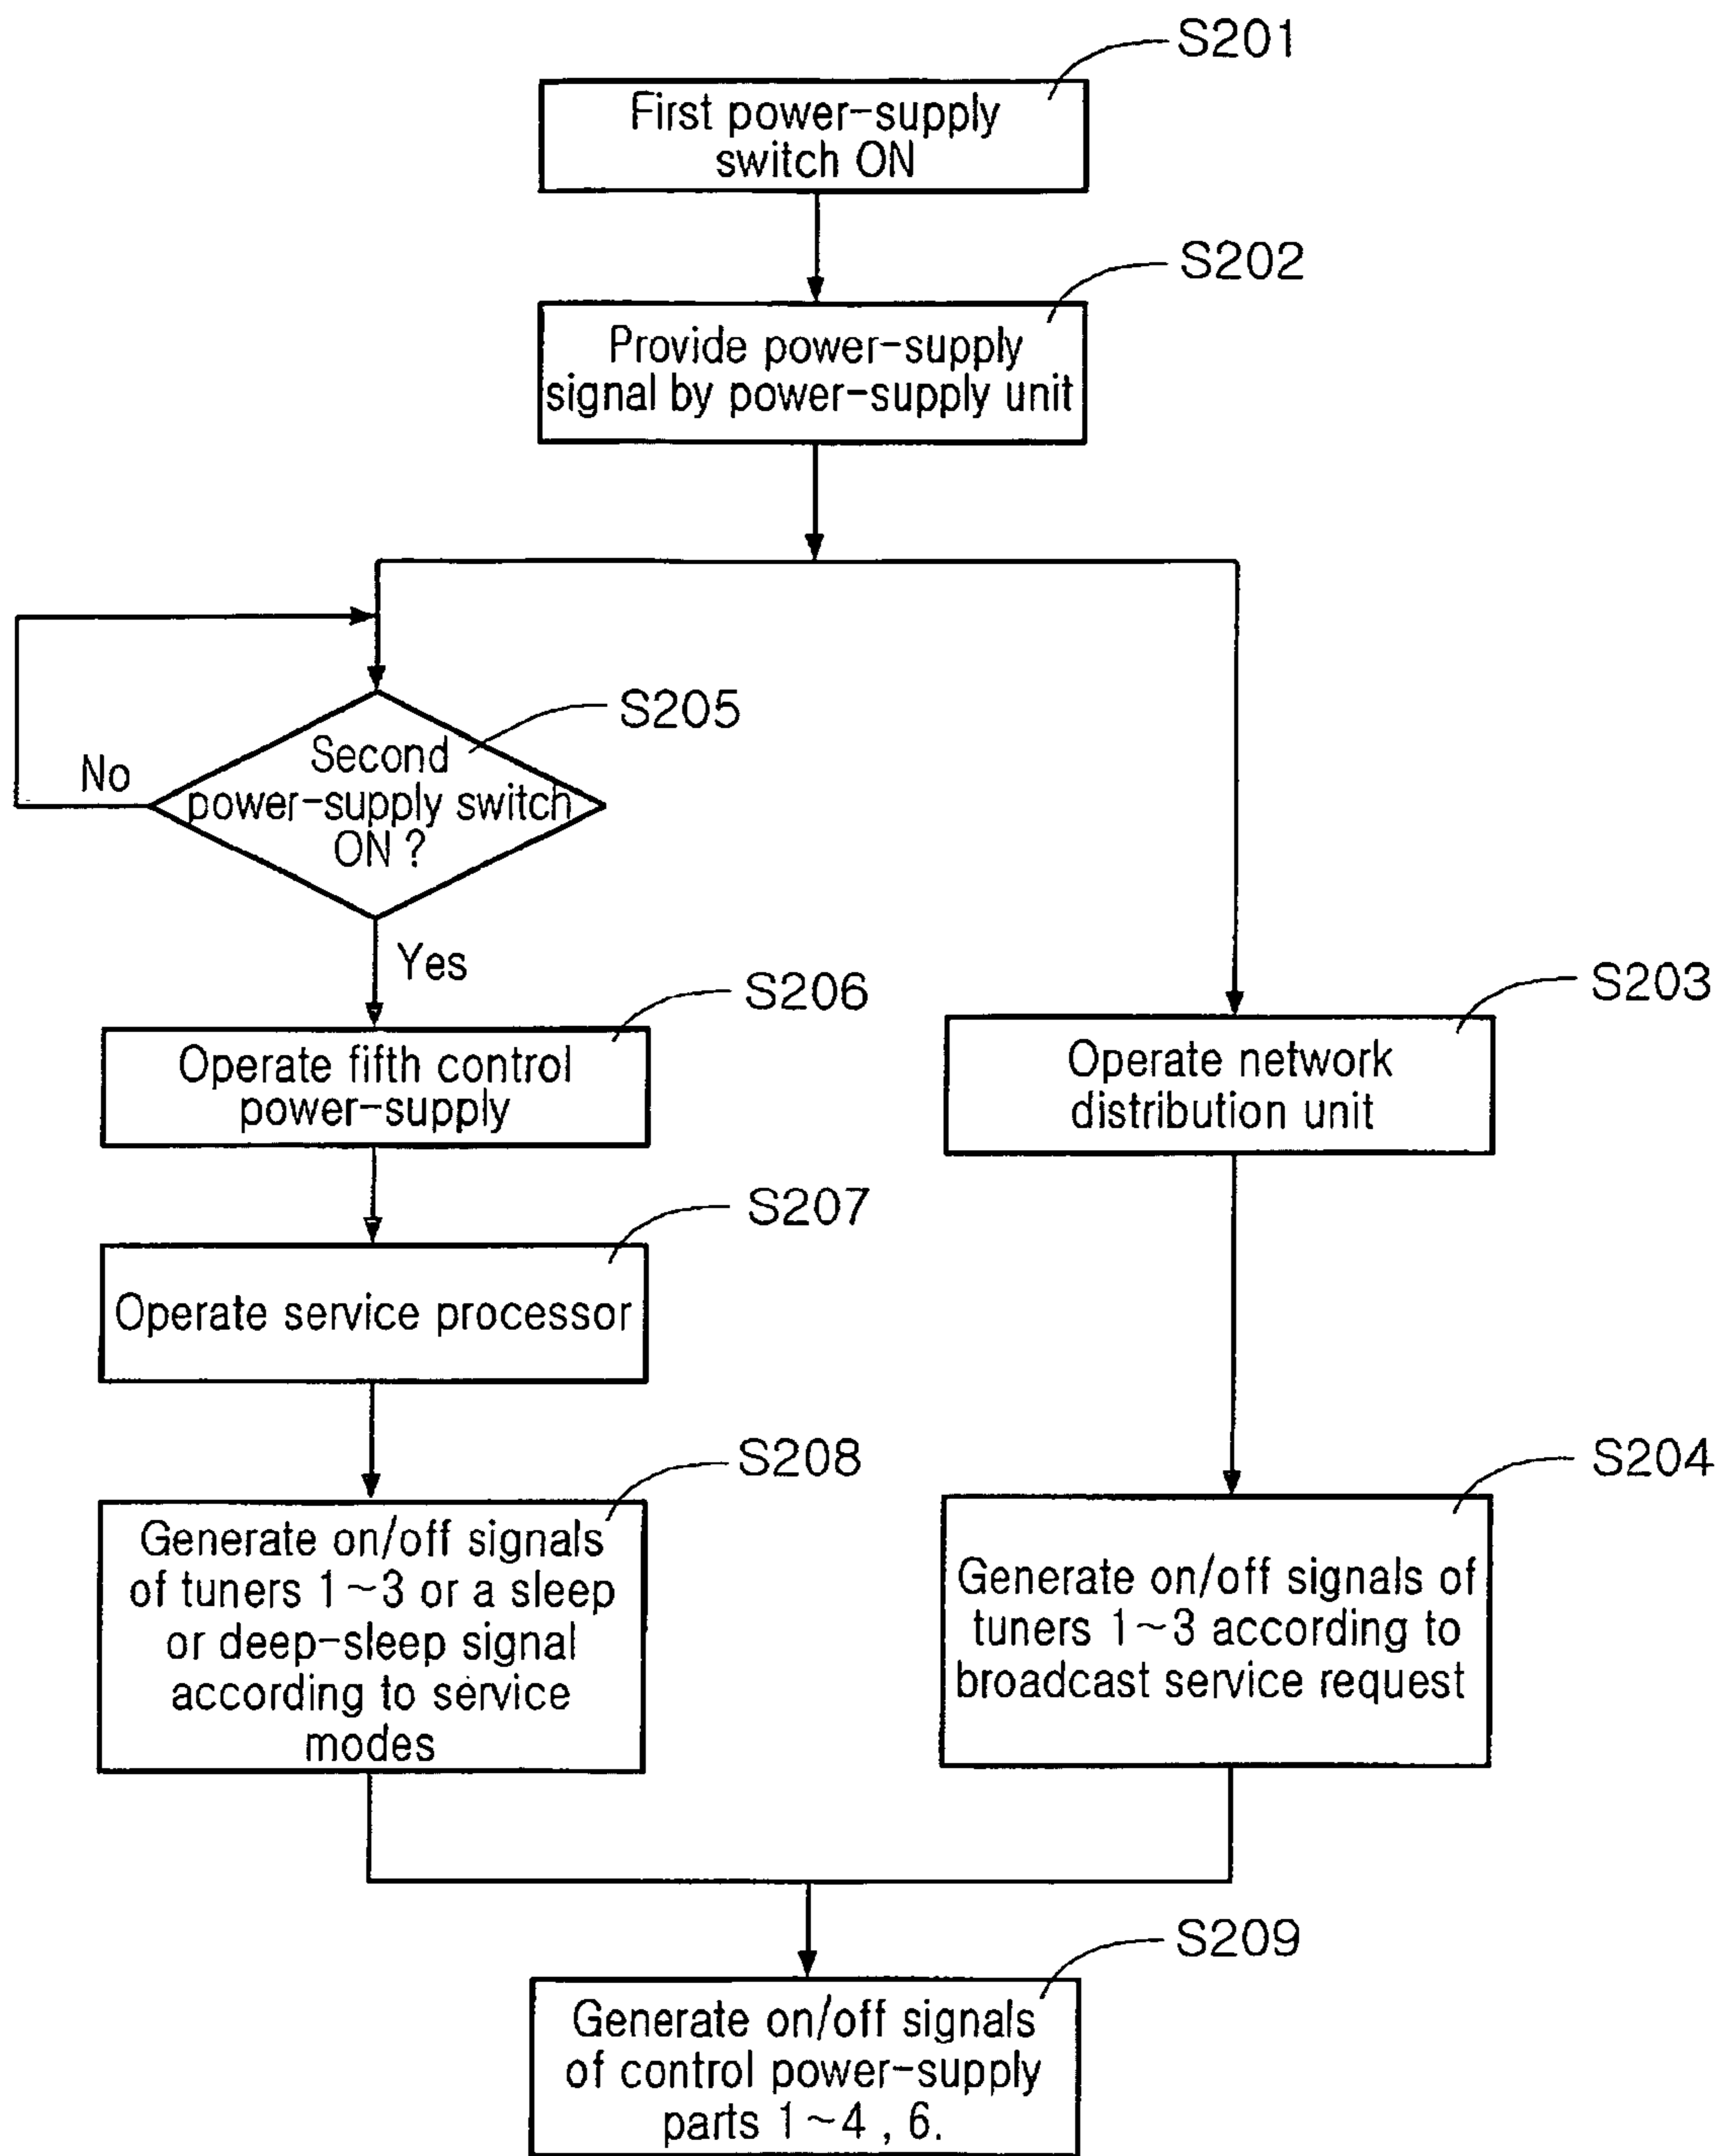 S201
First power-supply
switch ON
S202
Provide power-supply
signal by power-supply unit
S205
Second
power-supply switch
ON ?
No
Yes
S206
Operate fifth control
power-supply
S203
Operate network
distribution unit
S207
Operate service processor
S208
Generate on/off signals
of tuners 1~3 or a sleep
or deep-sleep signal
according to service
modes
S204
Generate on/off signals of
tuners 1~3 according to
broadcast service request
S209
Generate on/off signals
of control power-supply
parts 1~4 , 6.